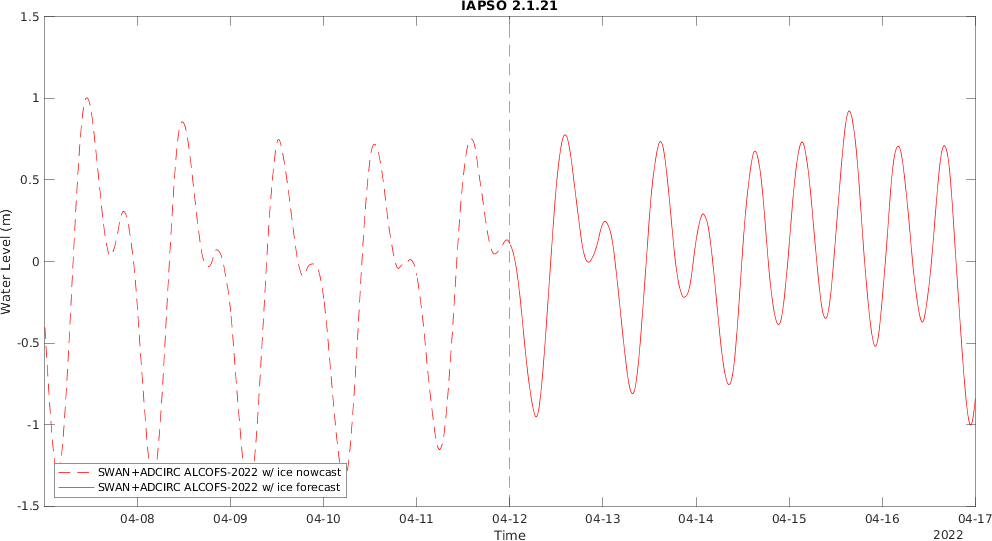 IAPSO 2.1.21
1.5
1
0.5
0
-0.5
-1
-1.5
Water Level (m)
SWAN+ADCIRC ALCOFS-2022 w/ ice nowcast
SWAN+ADCIRC ALCOFS-2022 w/ ice forecast
04-08 04-09 04-10 04-11 04-12 04-13 04-14 04-15 04-16 04-17
Time
2022